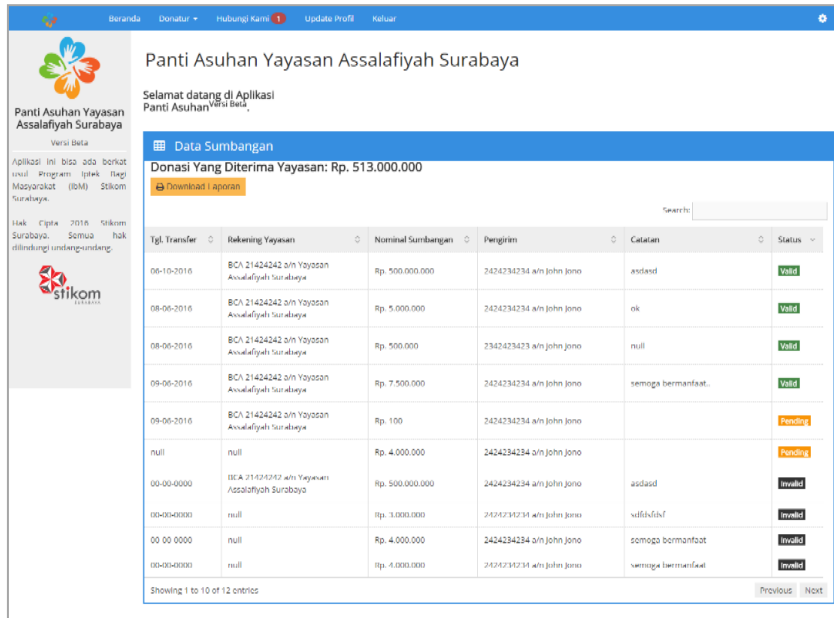 Beranda Donatur Hubungi Kami 1 Update Profil Keluar
Panti Asuhan Yayasan
Assalafiyah Surabaya
Versi Beta
Aplikasi ini bisa ada berkat
usul Program Iptek Bagi
Masyarakat (IbM) Stikom
Surabaya.
Hak Cipta 2016 Stikom
Surabaya. Semua hak
dilindungi undang-undang.
stikom
SURABAYA
Panti Asuhan Yayasan Assalafiyah Surabaya
Selamat datang di Aplikasi
Panti Asuhan Versi Beta.
Data Sumbangan
Donasi Yang Diterima Yayasan: Rp. 513.000.000
Download Laporan
Search:
Tgl. Transfer Rekening Yayasan Nominal Sumbangan Pengirim Catatan Status
06-10-2016 BCA 21424242 a/n Yayasan Assalafiyah Surabaya Rp. 500.000.000 2424234234 a/n John Jono asdasd Valid
08-06-2016 BCA 21424242 a/n Yayasan Assalafiyah Surabaya Rp. 5.000.000 2424234234 a/n John Jono ok Valid
08-06-2016 BCA 21424242 a/n Yayasan Assalafiyah Surabaya Rp. 500.000 2342423423 a/n John Jono null Valid
09-06-2016 BCA 21424242 a/n Yayasan Assalafiyah Surabaya Rp. 7.500.000 2424234234 a/n John Jono semoga bermanfaat.. Valid
09-06-2016 BCA 21424242 a/n Yayasan Assalafiyah Surabaya Rp. 100 2424234234 a/n John Jono Pending
null null Rp. 4.000.000 2424234234 a/n John Jono Pending
00-00-0000 BCA 21424242 a/n Yayasan Assalafiyah Surabaya Rp. 500.000.000 2424234234 a/n John Jono asdasd Invalid
00-00-0000 null Rp. 3.000.000 2424234234 a/n John Jono sdfdsfdsf Invalid
00-00-0000 null Rp. 4.000.000 2424234234 a/n John Jono semoga bermanfaat Invalid
00-00-0000 null Rp. 4.000.000 2424234234 a/n John Jono semoga bermanfaat Invalid
Showing 1 to 10 of 12 entries
Previous Next